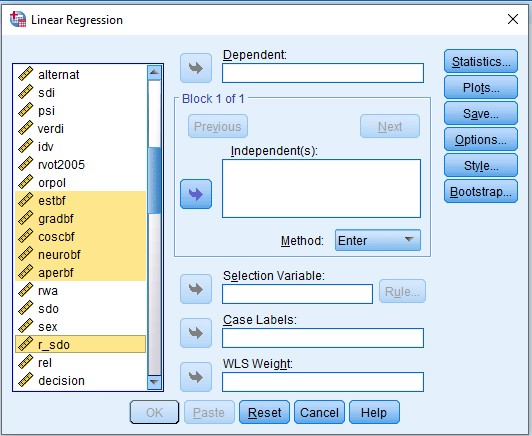 Linear Regression
alternat
sdi
psi
verdi
idv
rvot2005
orpol
estbf
gradbf
coscbf
neurobf
aperbf
rwa
sdo
sex
r_sdo
rel
decision
Dependent:
Block 1 of 1
Previous
Next
Independent(s):
Method:
Enter
Selection Variable:
Rule...
Case Labels:
WLS Weight:
Statistics...
Plots...
Save...
Options...
Style...
Bootstrap...
OK
Paste
Reset
Cancel
Help